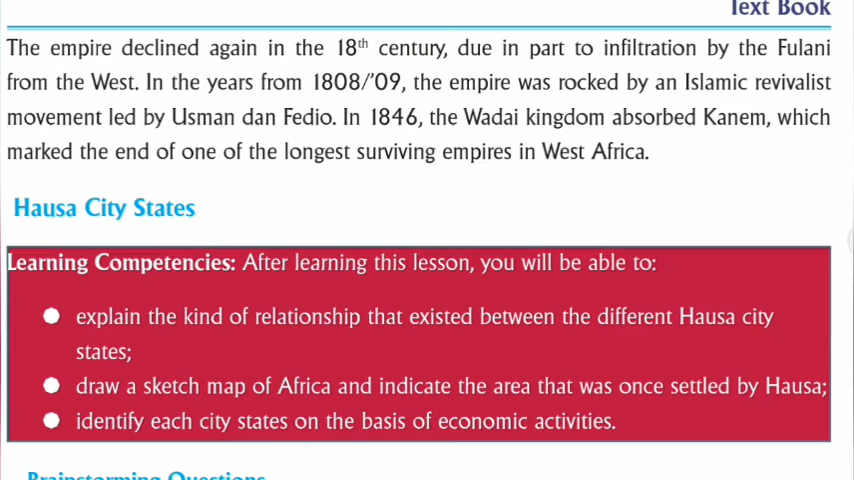 Text Book
The empire declined again in the 18th century, due in part to infiltration by the Fulani
from the West. In the years from 1808/'09, the empire was rocked by an Islamic revivalist
movement led by Usman dan Fedio. In 1846, the Wadai kingdom absorbed Kanem, which
marked the end of one of the longest surviving empires in West Africa.
Hausa City States
Learning Competencies: After learning this lesson, you will be able to:
● explain the kind of relationship that existed between the different Hausa city
states;
● draw a sketch map of Africa and indicate the area that was once settled by Hausa;
● identify each city states on the basis of economic activities.
Brainstorming Questions